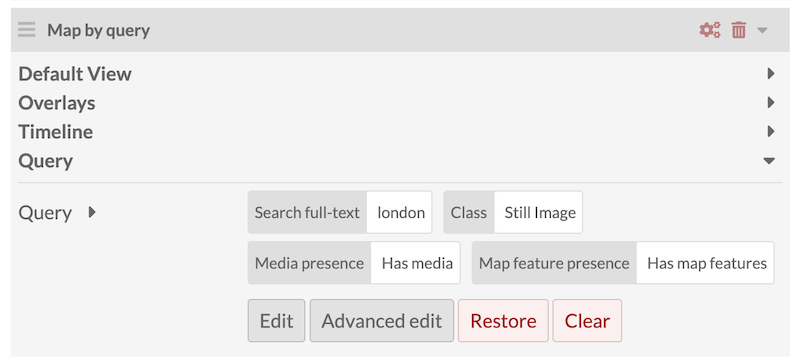 Map by query
Default View
Overlays
Timeline
Query
Query Search full-text london Class Still Image
Media presence Has media Map feature presence Has map features
Edit Advanced edit Restore Clear